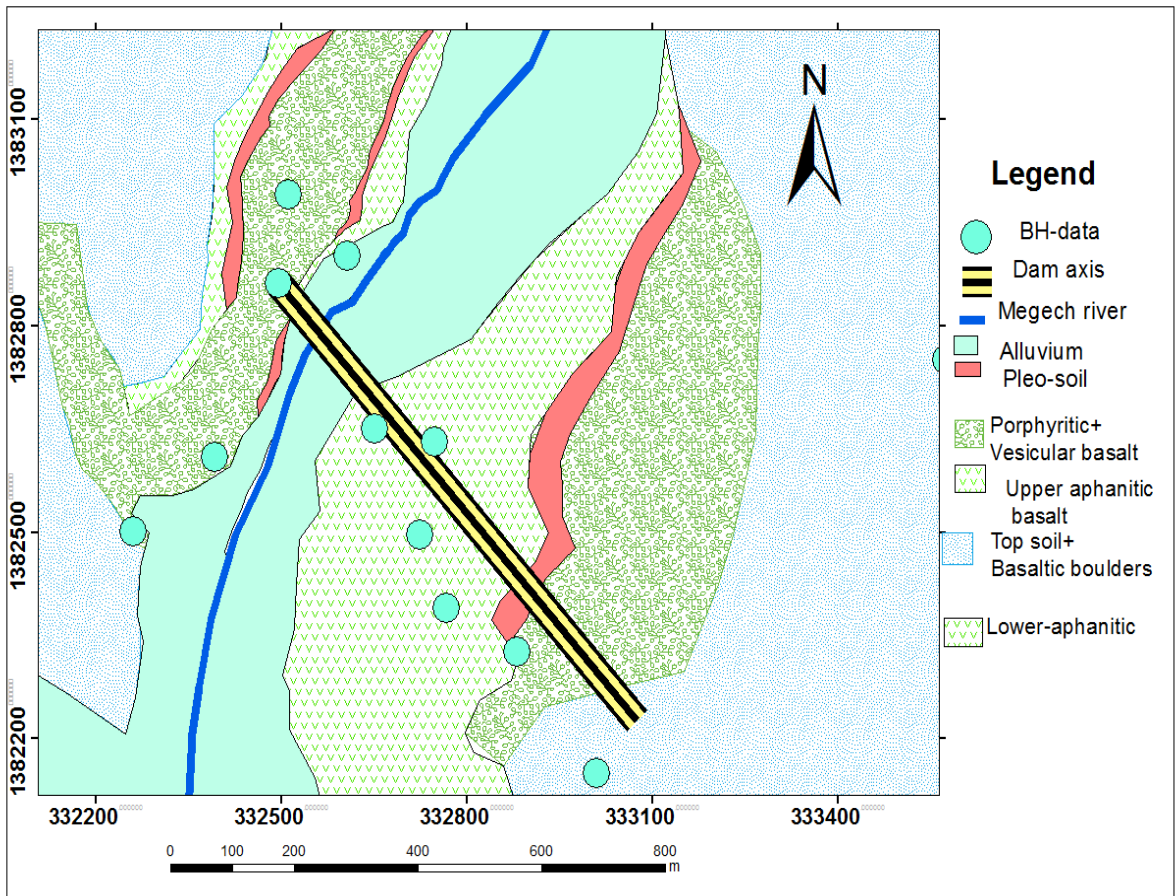 N
1383100
1382800
1382500
1382200
332200
332500
332800
333100
333400
0
100
200
400
600
800
m
Legend
BH-data
Dam axis
Megech river
Alluvium
Pleo-soil
Porphyritic+
Vesicular basalt
Upper aphanitic
basalt
Top soil+
Basaltic boulders
Lower-aphanitic